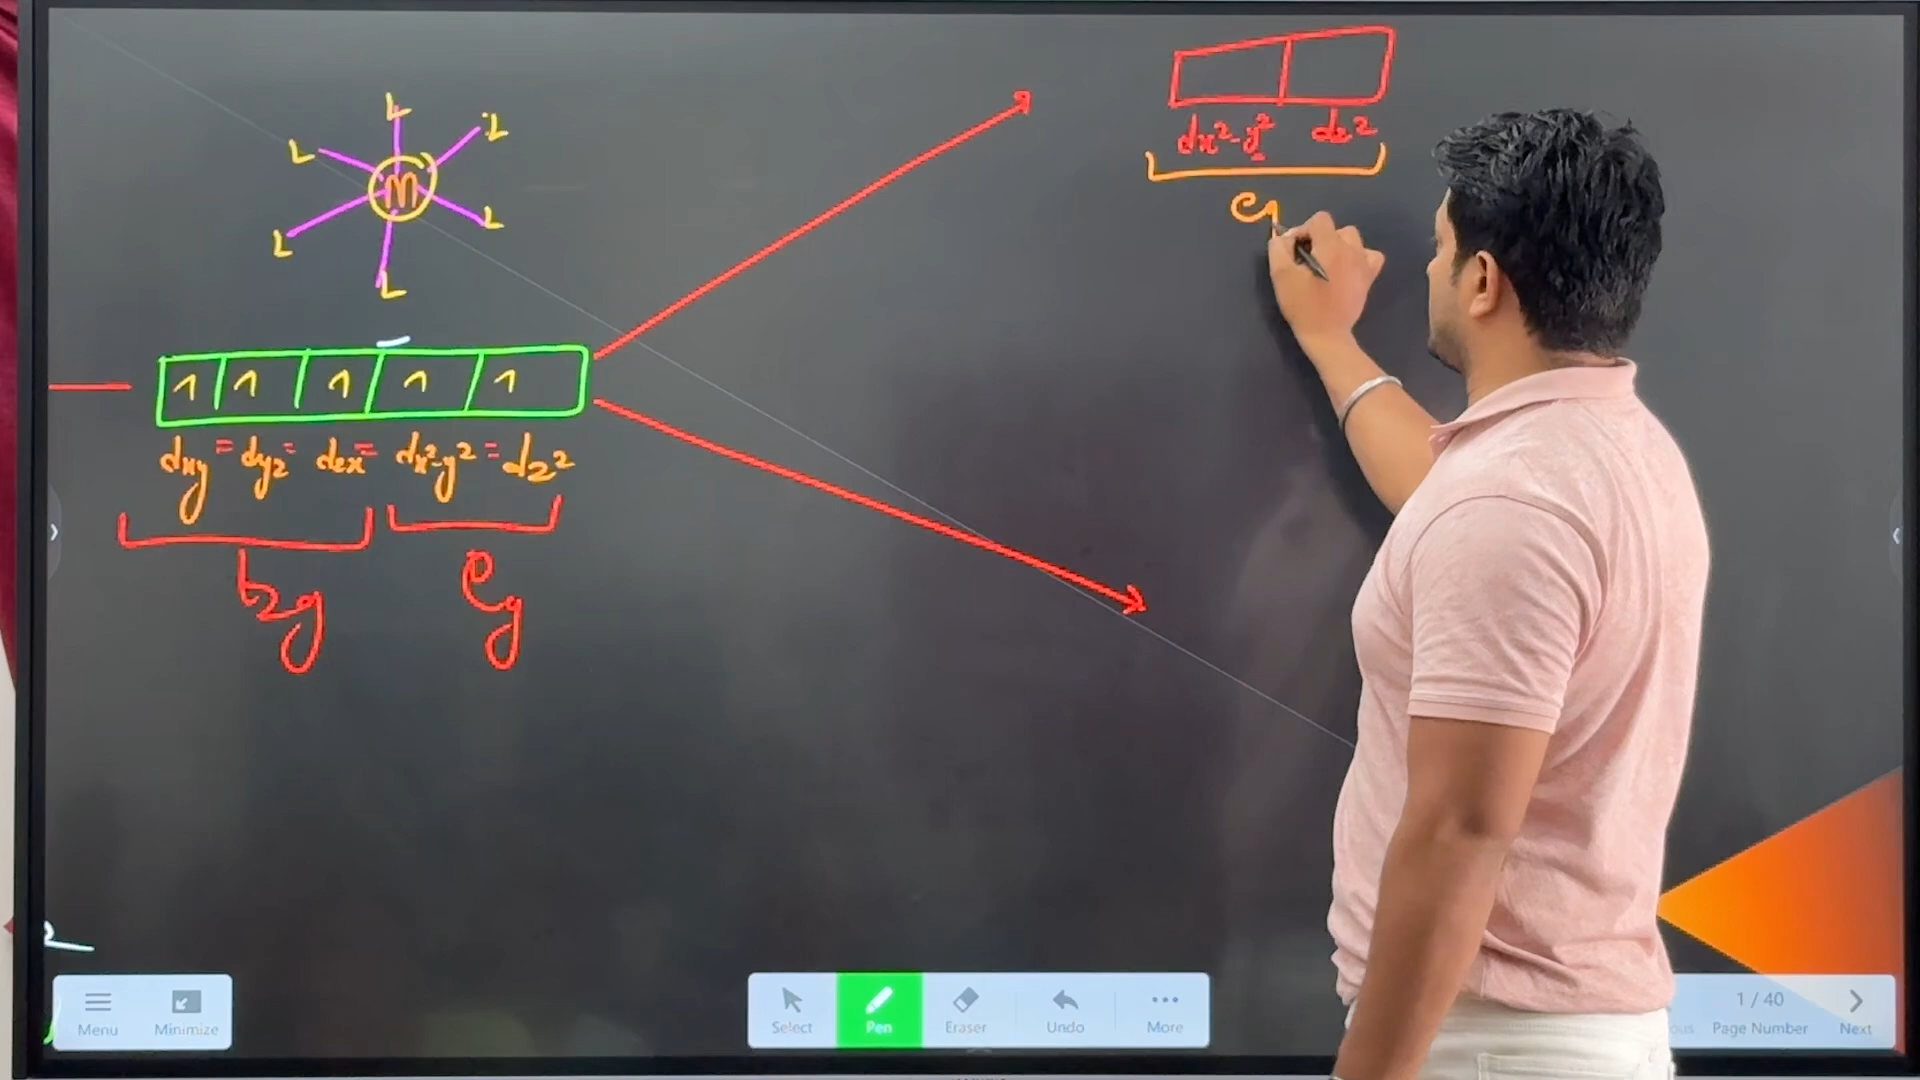 L
L
L
M
L
L
L
dx²-y² dz²
e
1 1 1 1 1
dxy = dyz = dzx = dx²-y² = dz²
t2g eg
Menu Minimize Select Pen Eraser Undo More 1 / 40 Page Number Next